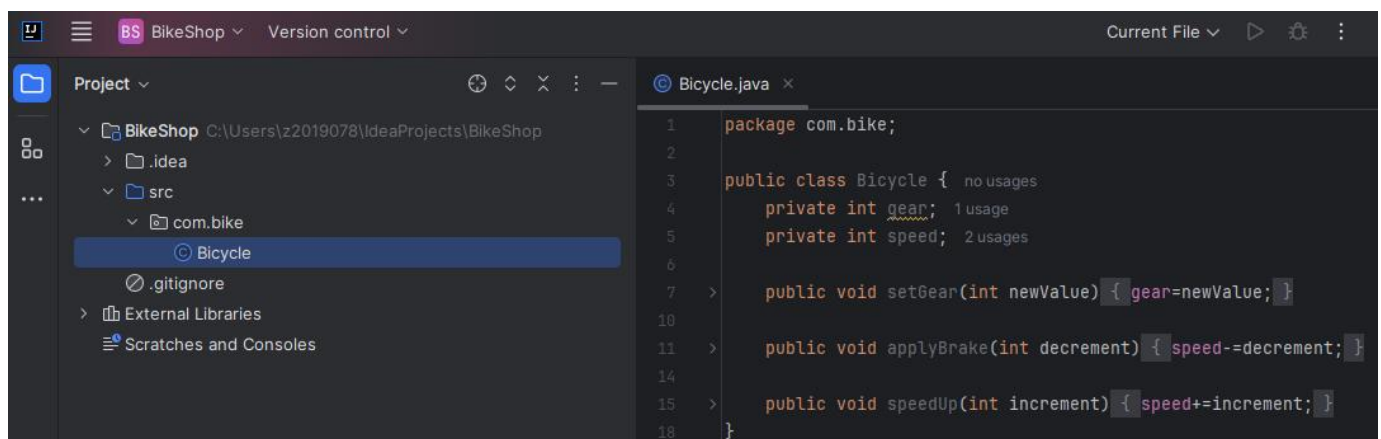 IJ BS BikeShop Version control Current File
Project
BikeShop C:\Users\z2019078\IdeaProjects\BikeShop
.idea
src
com.bike
C Bicycle
.gitignore
External Libraries
Scratches and Consoles
C Bicycle.java
1 package com.bike;
2
3 public class Bicycle { no usages
4 private int gear; 1 usage
5 private int speed; 2 usages
6
7 public void setGear(int newValue) { gear=newValue; }
10
11 public void applyBrake(int decrement) { speed-=decrement; }
14
15 public void speedUp(int increment) { speed+=increment; }
18 }